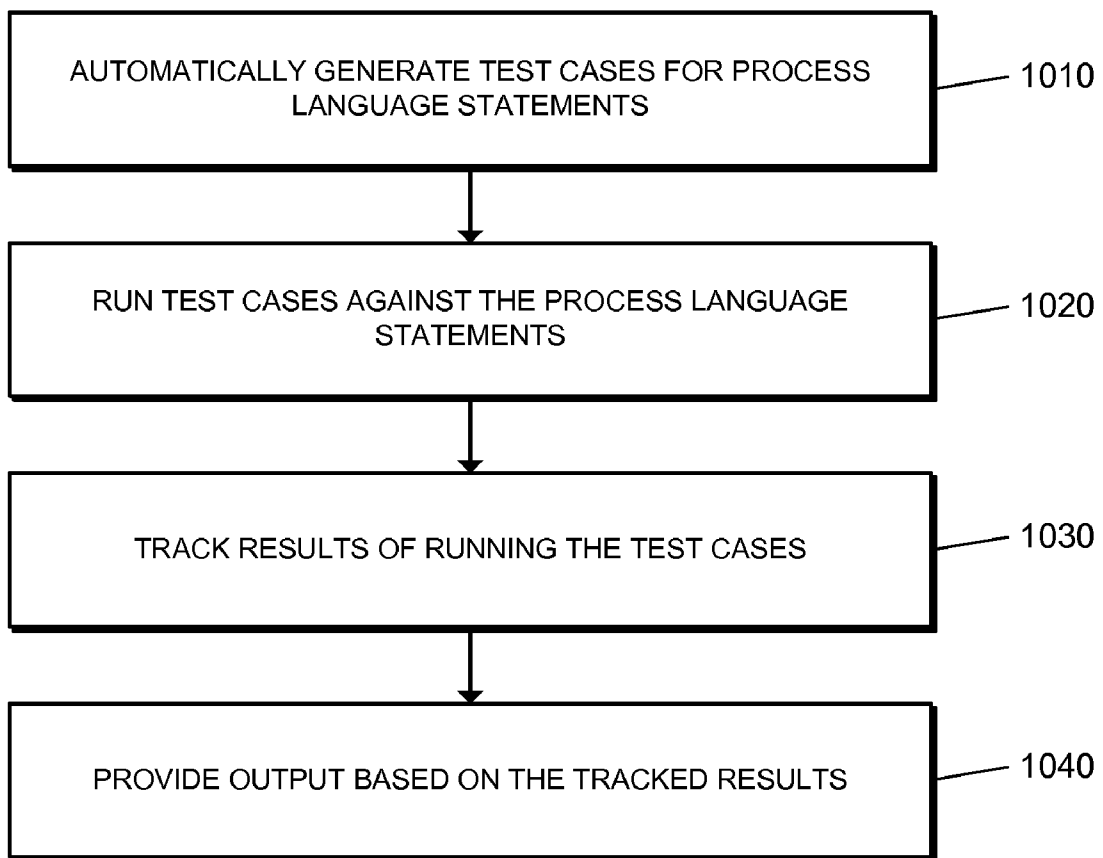 AUTOMATICALLY GENERATE TEST CASES FOR PROCESS
LANGUAGE STATEMENTS
1010
RUN TEST CASES AGAINST THE PROCESS LANGUAGE
STATEMENTS
1020
TRACK RESULTS OF RUNNING THE TEST CASES
1030
PROVIDE OUTPUT BASED ON THE TRACKED RESULTS
1040